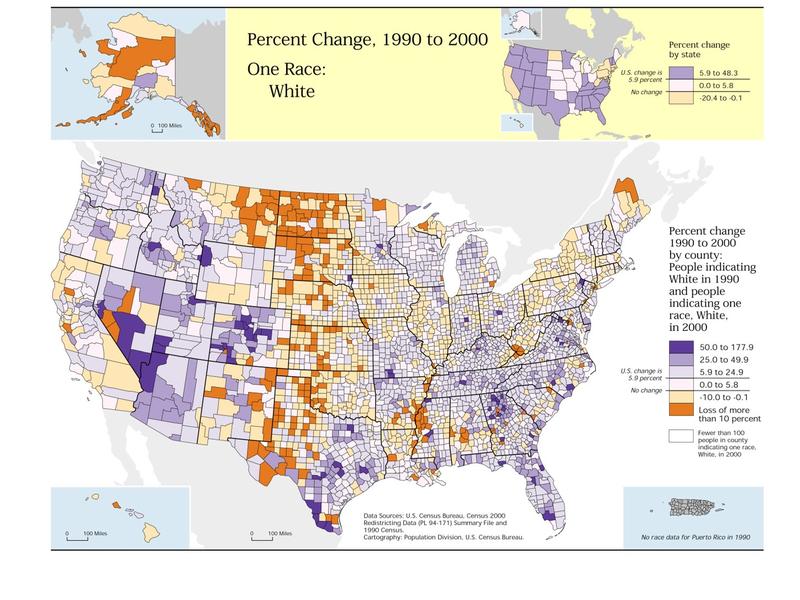 Percent Change, 1990 to 2000
One Race:
White
0 100 Miles
Percent change
by state
U.S. change is
5.9 percent
No change
5.9 to 48.3
0.0 to 5.8
-20.4 to -0.1
Percent change
1990 to 2000
by county:
People indicating
White in 1990
and people
indicating one
race, White,
in 2000
U.S. change is
5.9 percent
No change
50.0 to 177.9
25.0 to 49.9
5.9 to 24.9
0.0 to 5.8
-10.0 to -0.1
Loss of more
than 10 percent
Fewer than 100
people in county
indicating one race,
White, in 2000
0 100 Miles
0 100 Miles
Data Sources: U.S. Census Bureau, Census 2000
Redistricting Data (PL 94-171) Summary File and
1990 Census.
Cartography: Population Division, U.S. Census Bureau.
No race data for Puerto Rico in 1990